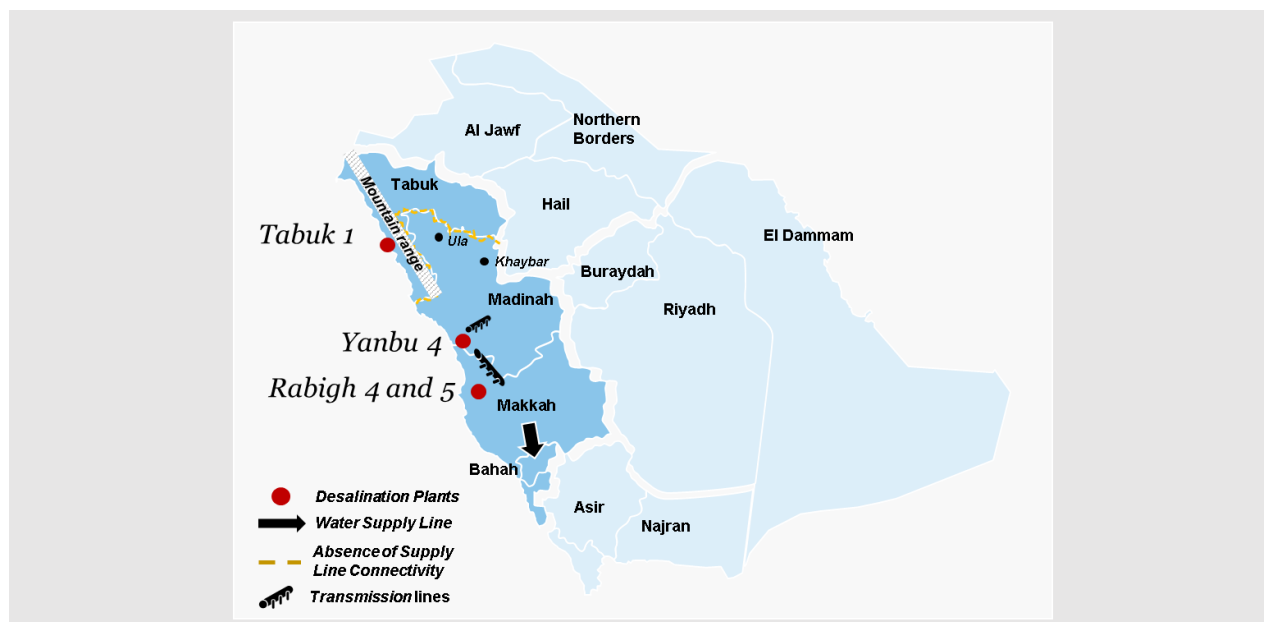 Northern
Borders
Al Jawf
Tabuk
Mountain range
Hail
Tabuk 1
Ula
El Dammam
Khaybar
Buraydah
Madinah
Riyadh
Yanbu 4
Rabigh 4 and 5
Makkah
Bahah
Asir
Najran
Desalination Plants
Water Supply Line
Absence of Supply
Line Connectivity
Transmission lines